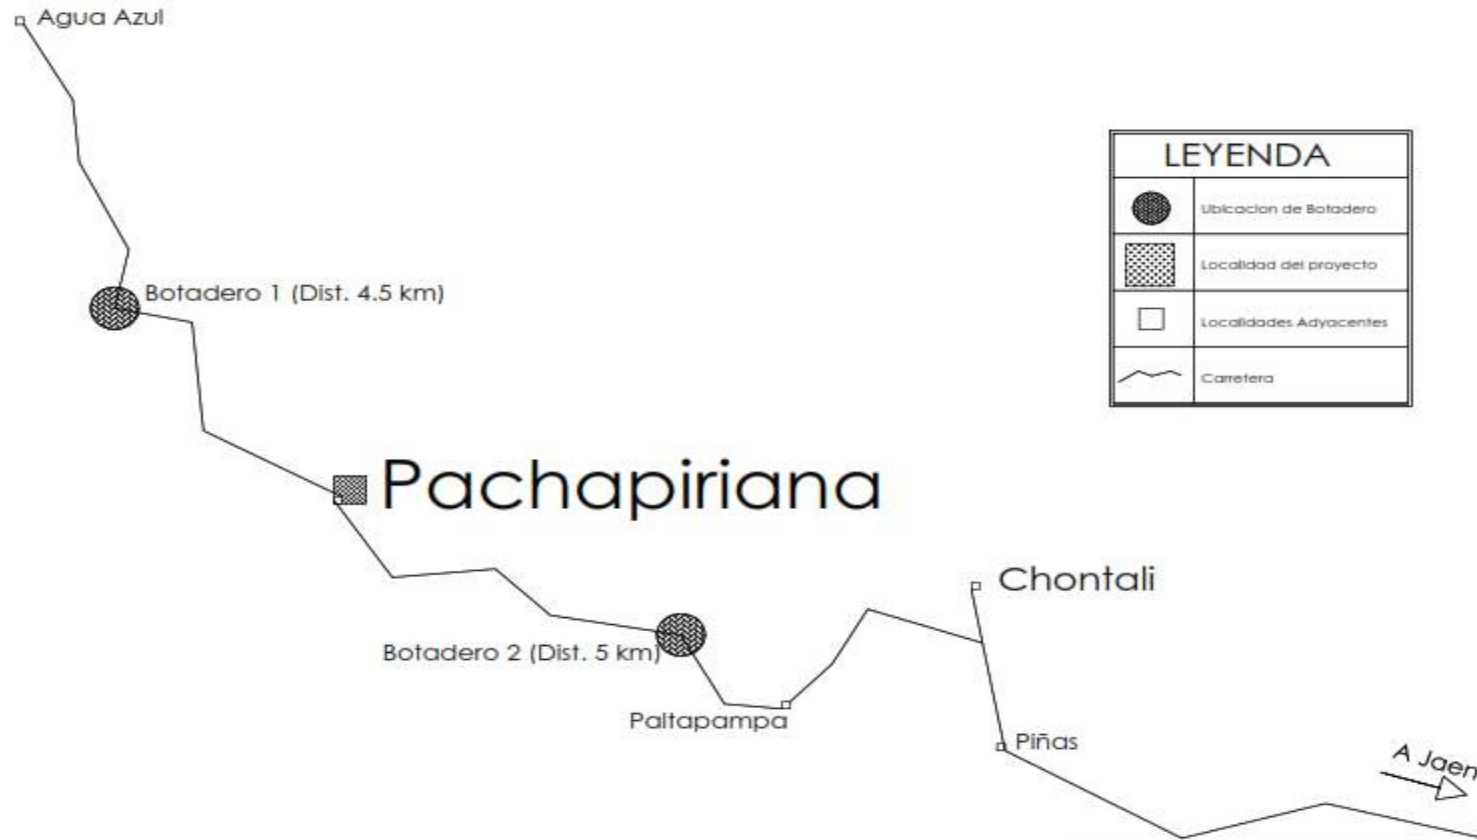 Agua Azul
LEYENDA
Ubicacion de Botadero
Localidad del proyecto
Localidades Adyacentes
Carretera
Botadero 1 (Dist. 4.5 km)
Pachapiriana
Chontali
Botadero 2 (Dist. 5 km)
Paltapampa
Piñas
A Jaen